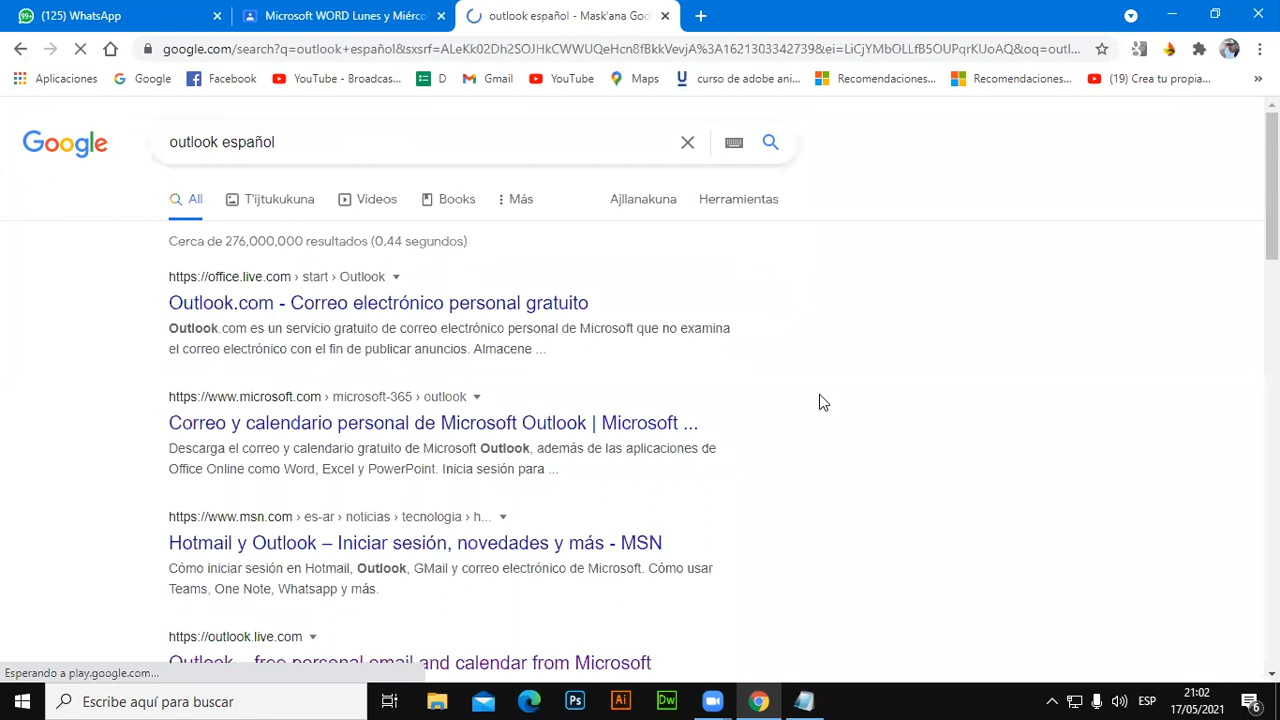 (125) WhatsApp
Microsoft WORD Lunes y Miérco
outlook español - Mask'ana Goo
google.com/search?q=outlook+español&sxsrf=ALeKk02Dh2SOJHkCWWUQeHcn8fBkkVevjA%3A1621303342739&ei=LiCjYMbOLLfB5OUPqrKUoAQ&oq=outl...
Aplicaciones
Google
Facebook
YouTube - Broadcas...
D
Gmail
YouTube
Maps
curso de adobe ani...
Recomendaciones...
Recomendaciones...
(19) Crea tu propia...
»
Google
outlook español
All
T'ijtukukuna
Videos
Books
Más
Ajllanakuna
Herramientas
Cerca de 276,000,000 resultados (0.44 segundos)
https://office.live.com › start › Outlook
Outlook.com - Correo electrónico personal gratuito
Outlook.com es un servicio gratuito de correo electrónico personal de Microsoft que no examina
el correo electrónico con el fin de publicar anuncios. Almacene ...
https://www.microsoft.com › microsoft-365 › outlook
Correo y calendario personal de Microsoft Outlook | Microsoft ...
Descarga el correo y calendario gratuito de Microsoft Outlook, además de las aplicaciones de
Office Online como Word, Excel y PowerPoint. Inicia sesión para ...
https://www.msn.com › es-ar › noticias › tecnologia › h...
Hotmail y Outlook – Iniciar sesión, novedades y más - MSN
Cómo iniciar sesión en Hotmail, Outlook, GMail y correo electrónico de Microsoft. Cómo usar
Teams, One Note, Whatsapp y más.
https://outlook.live.com
Outlook – free personal email and calendar from Microsoft
Esperando a play.google.com...
Escribe aquí para buscar
Ps
Ai
Dw
ESP
21:02
17/05/2021
6